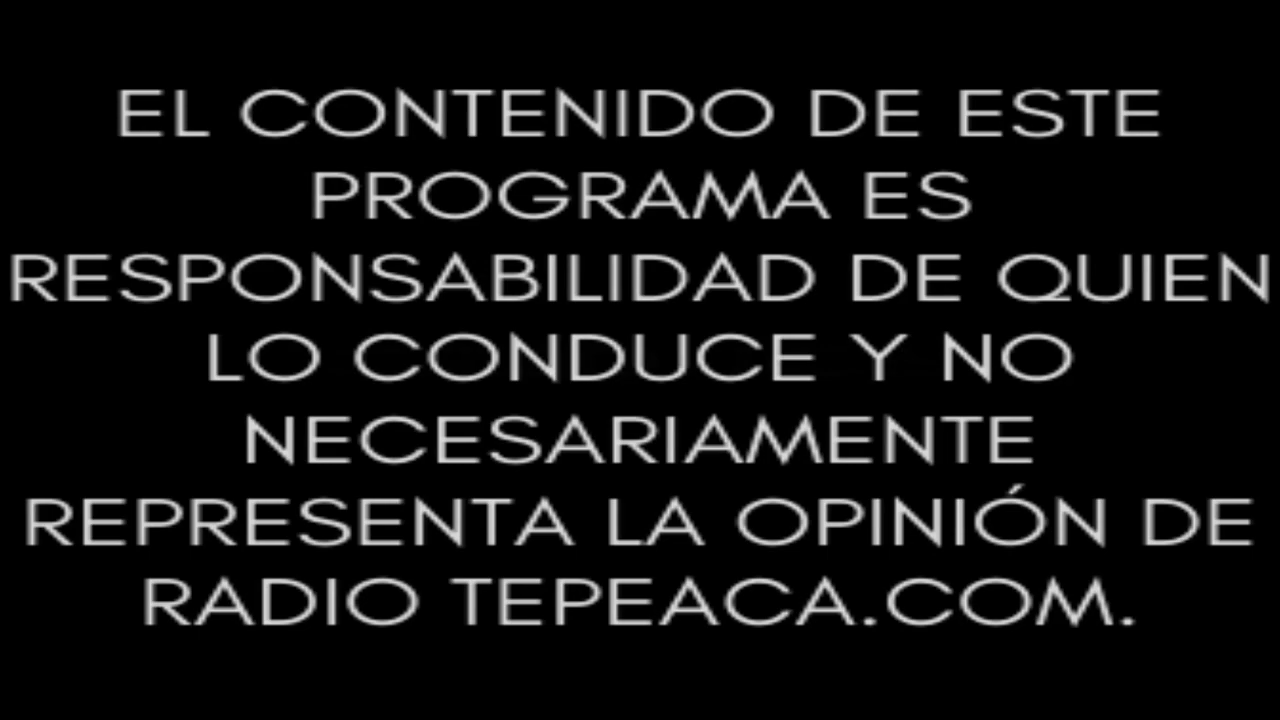 EL CONTENIDO DE ESTE
PROGRAMA ES
RESPONSABILIDAD DE QUIEN
LO CONDUCE Y NO
NECESARIAMENTE
REPRESENTA LA OPINIÓN DE
RADIO TEPEACA.COM.